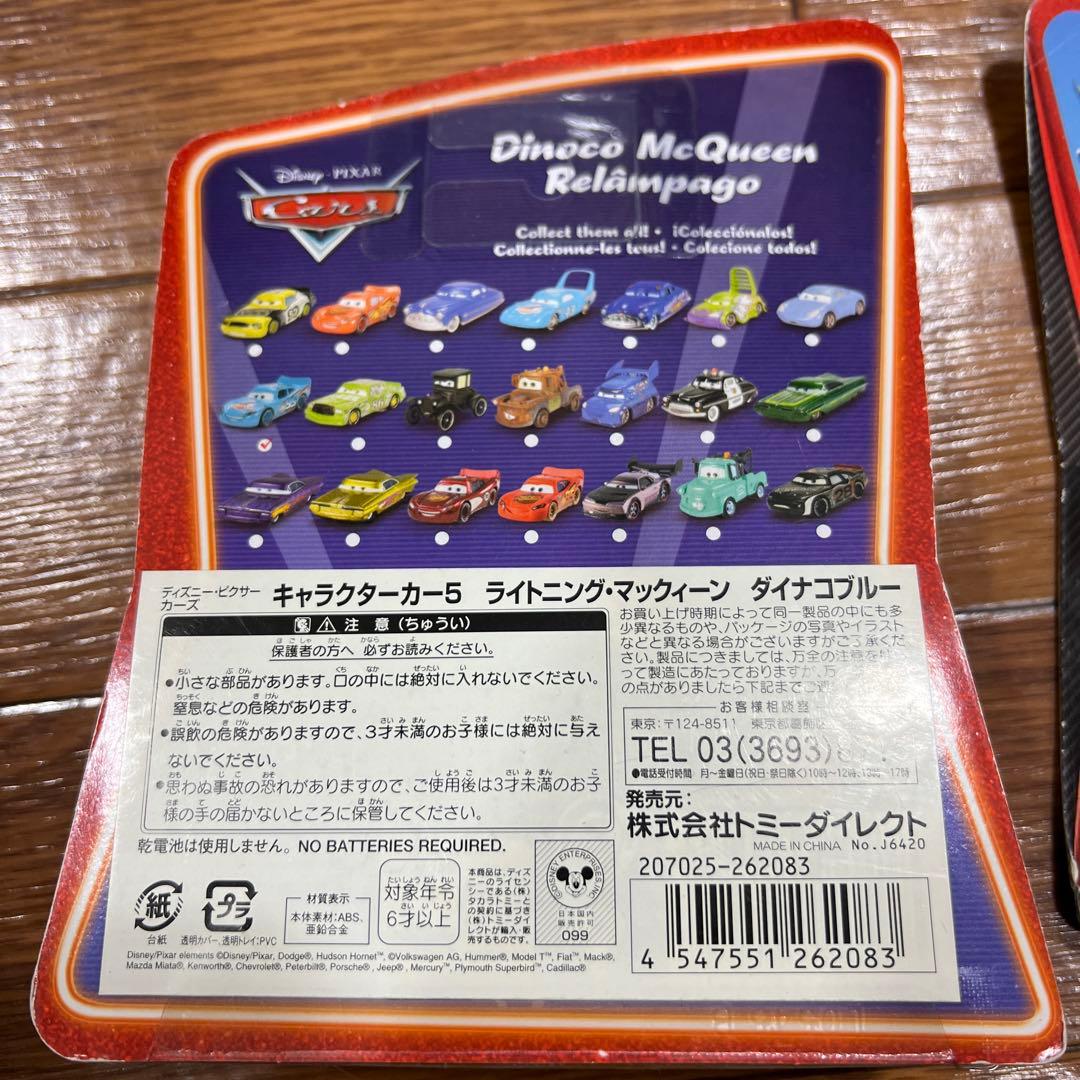 Disney · PIXAR
Cars
Dinoco McQueen
Relâmpago
Collect them all! • ¡Colecciónalos!
Collectionne-les tous! • Colecione todos!
ディズニー・ピクサー
カーズ
キャラクターカー5 ライトニング・マックィーン ダイナコブルー
注 意 (ちゅうい)
保護者の方へ 必ずお読みください。
•小さな部品があります。口の中には絶対に入れないでください。
窒息などの危険があります。
•誤飲の危険がありますので、3才未満のお子様には絶対に与え
ないでください。
•思わぬ事故の恐れがありますので、ご使用後は3才未満のお子
様の手の届かないところに保管してください。
乾電池は使用しません。 NO BATTERIES REQUIRED.
お買い上げ時期によって同一製品の中にも多
少異なるものや、パッケージの写真やイラスト
などと異なる場合がございますがご了承くだ
さい。製品につきましては、万全の注意を
って製造にあたっておりますが、万
の点がありましたら下記までご連
お客様相談室
東京:〒124-8511 東京都葛飾区
TEL 03(3693)
●電話受付時間 月〜金曜日(祝日・祭日除く)10時〜12時、13時〜17時
発売元:
株式会社トミーダイレクト
MADE IN CHINA No.J6420
207025-262083
4 547551 262083
紙
台紙
プラ
透明カバー、透明トレイ:PVC
材質表示
本体素材:ABS、
亜鉛合金
たいしょうねんれい
対象年令
6才以上
本商品は、ディズ
ニーのライセン
シーである(株)
タカラトミーと
の契約に基づき
(株)トミーダイ
レクトが輸入・販
売するものです。
©DISNEY ENTERPRISES, INC.
日本国内
販売許可
099
Disney/Pixar elements ©Disney/Pixar, Dodge®, Hudson Hornet™, ©Volkswagen AG, Hummer®, Model T™, Fiat™, Mack®,
Mazda Miata®, Kenworth®, Chevrolet®, Peterbilt®, Porsche®, Jeep®, Mercury™, Plymouth Superbird™, Cadillac®